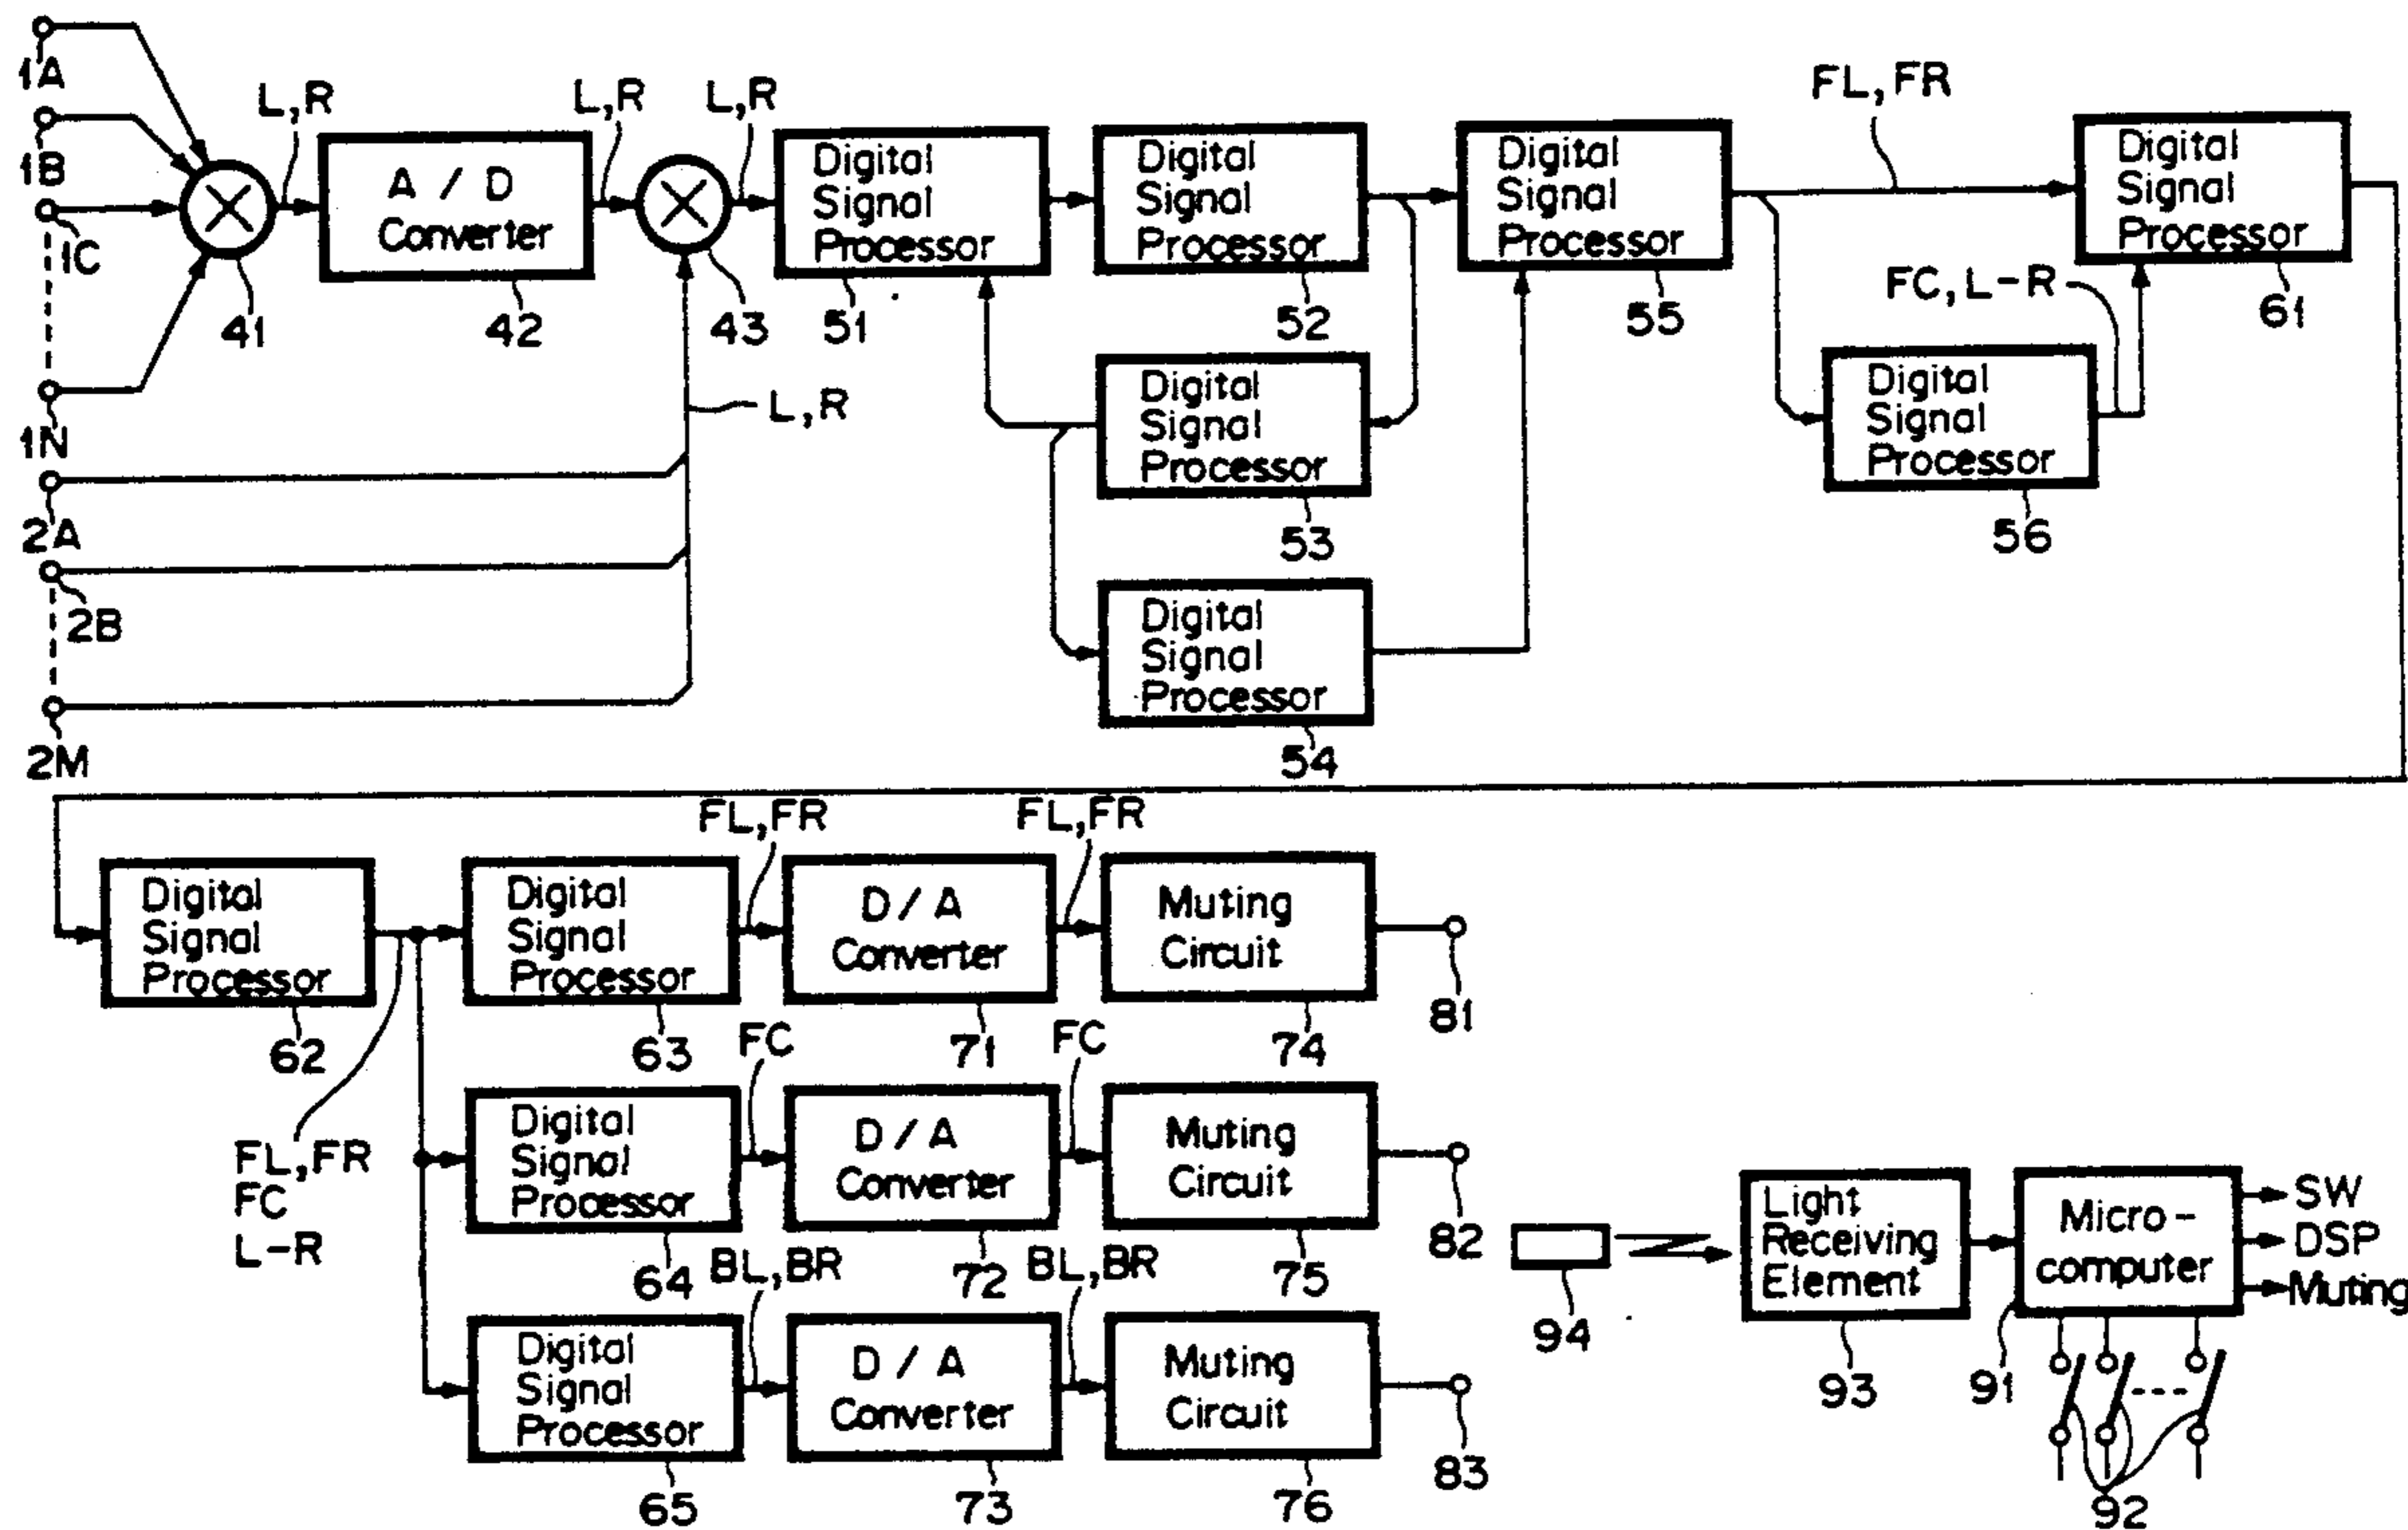 1A
1B
1C
1N
2A
2B
2M
L,R
L,R
L,R
L,R
41
A / D
Converter
42
43
Digital
Signal
Processor
51
Digital
Signal
Processor
52
Digital
Signal
Processor
53
Digital
Signal
Processor
54
Digital
Signal
Processor
55
FL,FR
FC,L-R
Digital
Signal
Processor
56
Digital
Signal
Processor
61
Digital
Signal
Processor
62
FL,FR
FC
L-R
Digital
Signal
Processor
63
FL,FR
D / A
Converter
71
FL,FR
Muting
Circuit
74
81
Digital
Signal
Processor
64
FC
D / A
Converter
72
FC
Muting
Circuit
75
82
Digital
Signal
Processor
65
BL,BR
D / A
Converter
73
BL,BR
Muting
Circuit
76
83
94
Light
Receiving
Element
93
Micro-
computer
91
SW
DSP
Muting
92